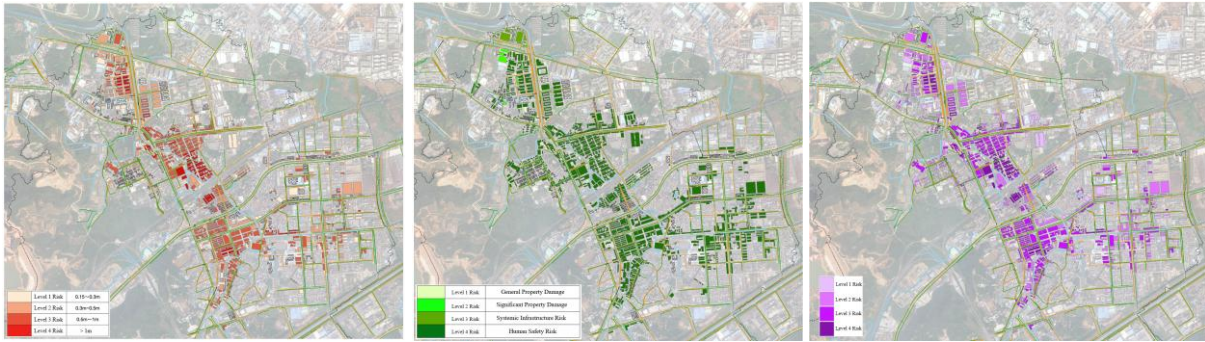 Level 1 Risk 0.15~0.3m
Level 2 Risk 0.3m~0.5m
Level 3 Risk 0.5m~1m
Level 4 Risk > 1m
Level 1 Risk General Property Damage
Level 2 Risk Significant Property Damage
Level 3 Risk Systemic Infrastructure Risk
Level 4 Risk Human Safety Risk
Level 1 Risk
Level 2 Risk
Level 3 Risk
Level 4 Risk